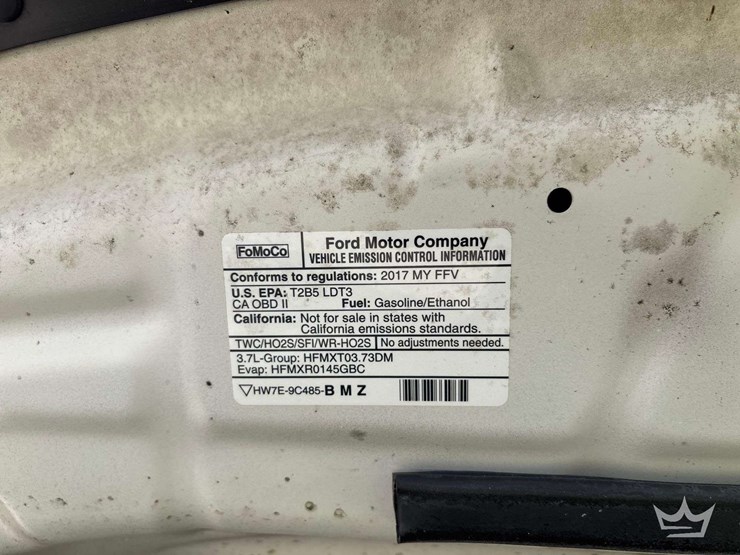 FoMoCo
Ford Motor Company
VEHICLE EMISSION CONTROL INFORMATION
Conforms to regulations: 2017 MY FFV
U.S. EPA: T2B5 LDT3
CA OBD II Fuel: Gasoline/Ethanol
California: Not for sale in states with
California emissions standards.
TWC/HO2S/SFI/WR-HO2S No adjustments needed.
3.7L-Group: HFMXT03.73DM
Evap: HFMXR0145GBC
HW7E-9C485-B M Z